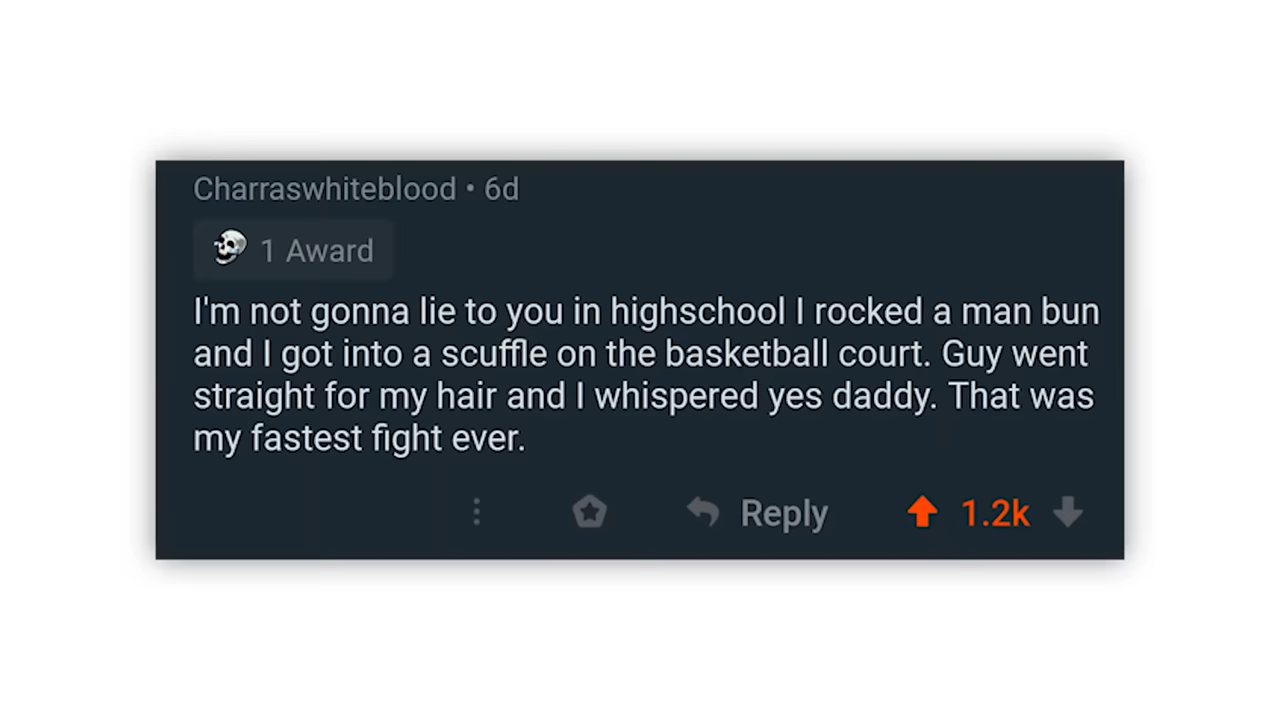 Charraswhiteblood • 6d
1 Award
I'm not gonna lie to you in highschool I rocked a man bun
and I got into a scuffle on the basketball court. Guy went
straight for my hair and I whispered yes daddy. That was
my fastest fight ever.
Reply 1.2k